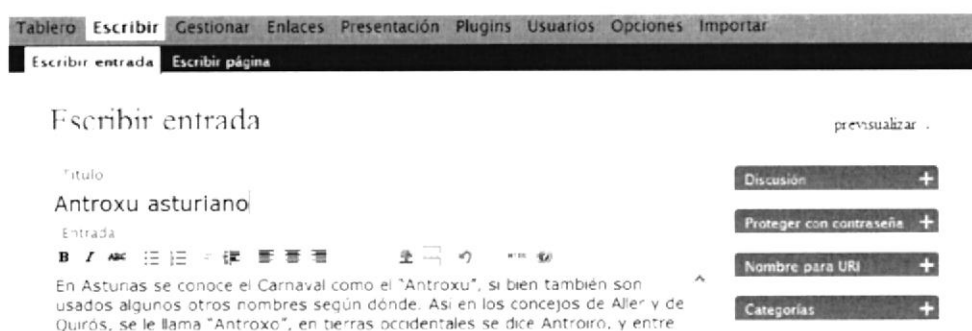 Tablero Escribir Gestionar Enlaces Presentación Plugins Usuarios Opciones Importar
Escribir entrada Escribir página
Escribir entrada
previsualizar
Título
Discusión
Antroxu asturiano
Proteger con contraseña
Entrada
B I ABC
Nombre para URI
En Asturias se conoce el Carnaval como el "Antroxu", si bien también son
usados algunos otros nombres según dónde. Asi en los concejos de Aller y de
Categorías
Quirós, se le llama "Antroxo", en tierras occidentales se dice Antroiro, y entre